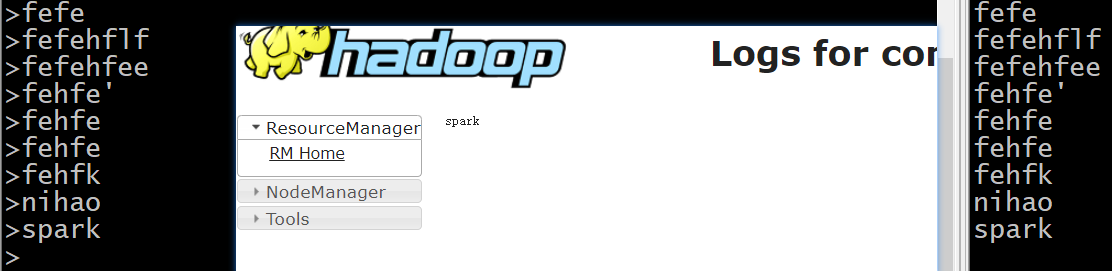 >fefe
>fefehflf
>fefehfee
>fehfe'
>fehfe
>fehfe
>fehfk
>nihao
>spark
>
hadoop
Logs for con
ResourceManager
RM Home
NodeManager
Tools
spark
fefe
fefehflf
fefehfee
fehfe'
fehfe
fehfe
fehfk
nihao
spark